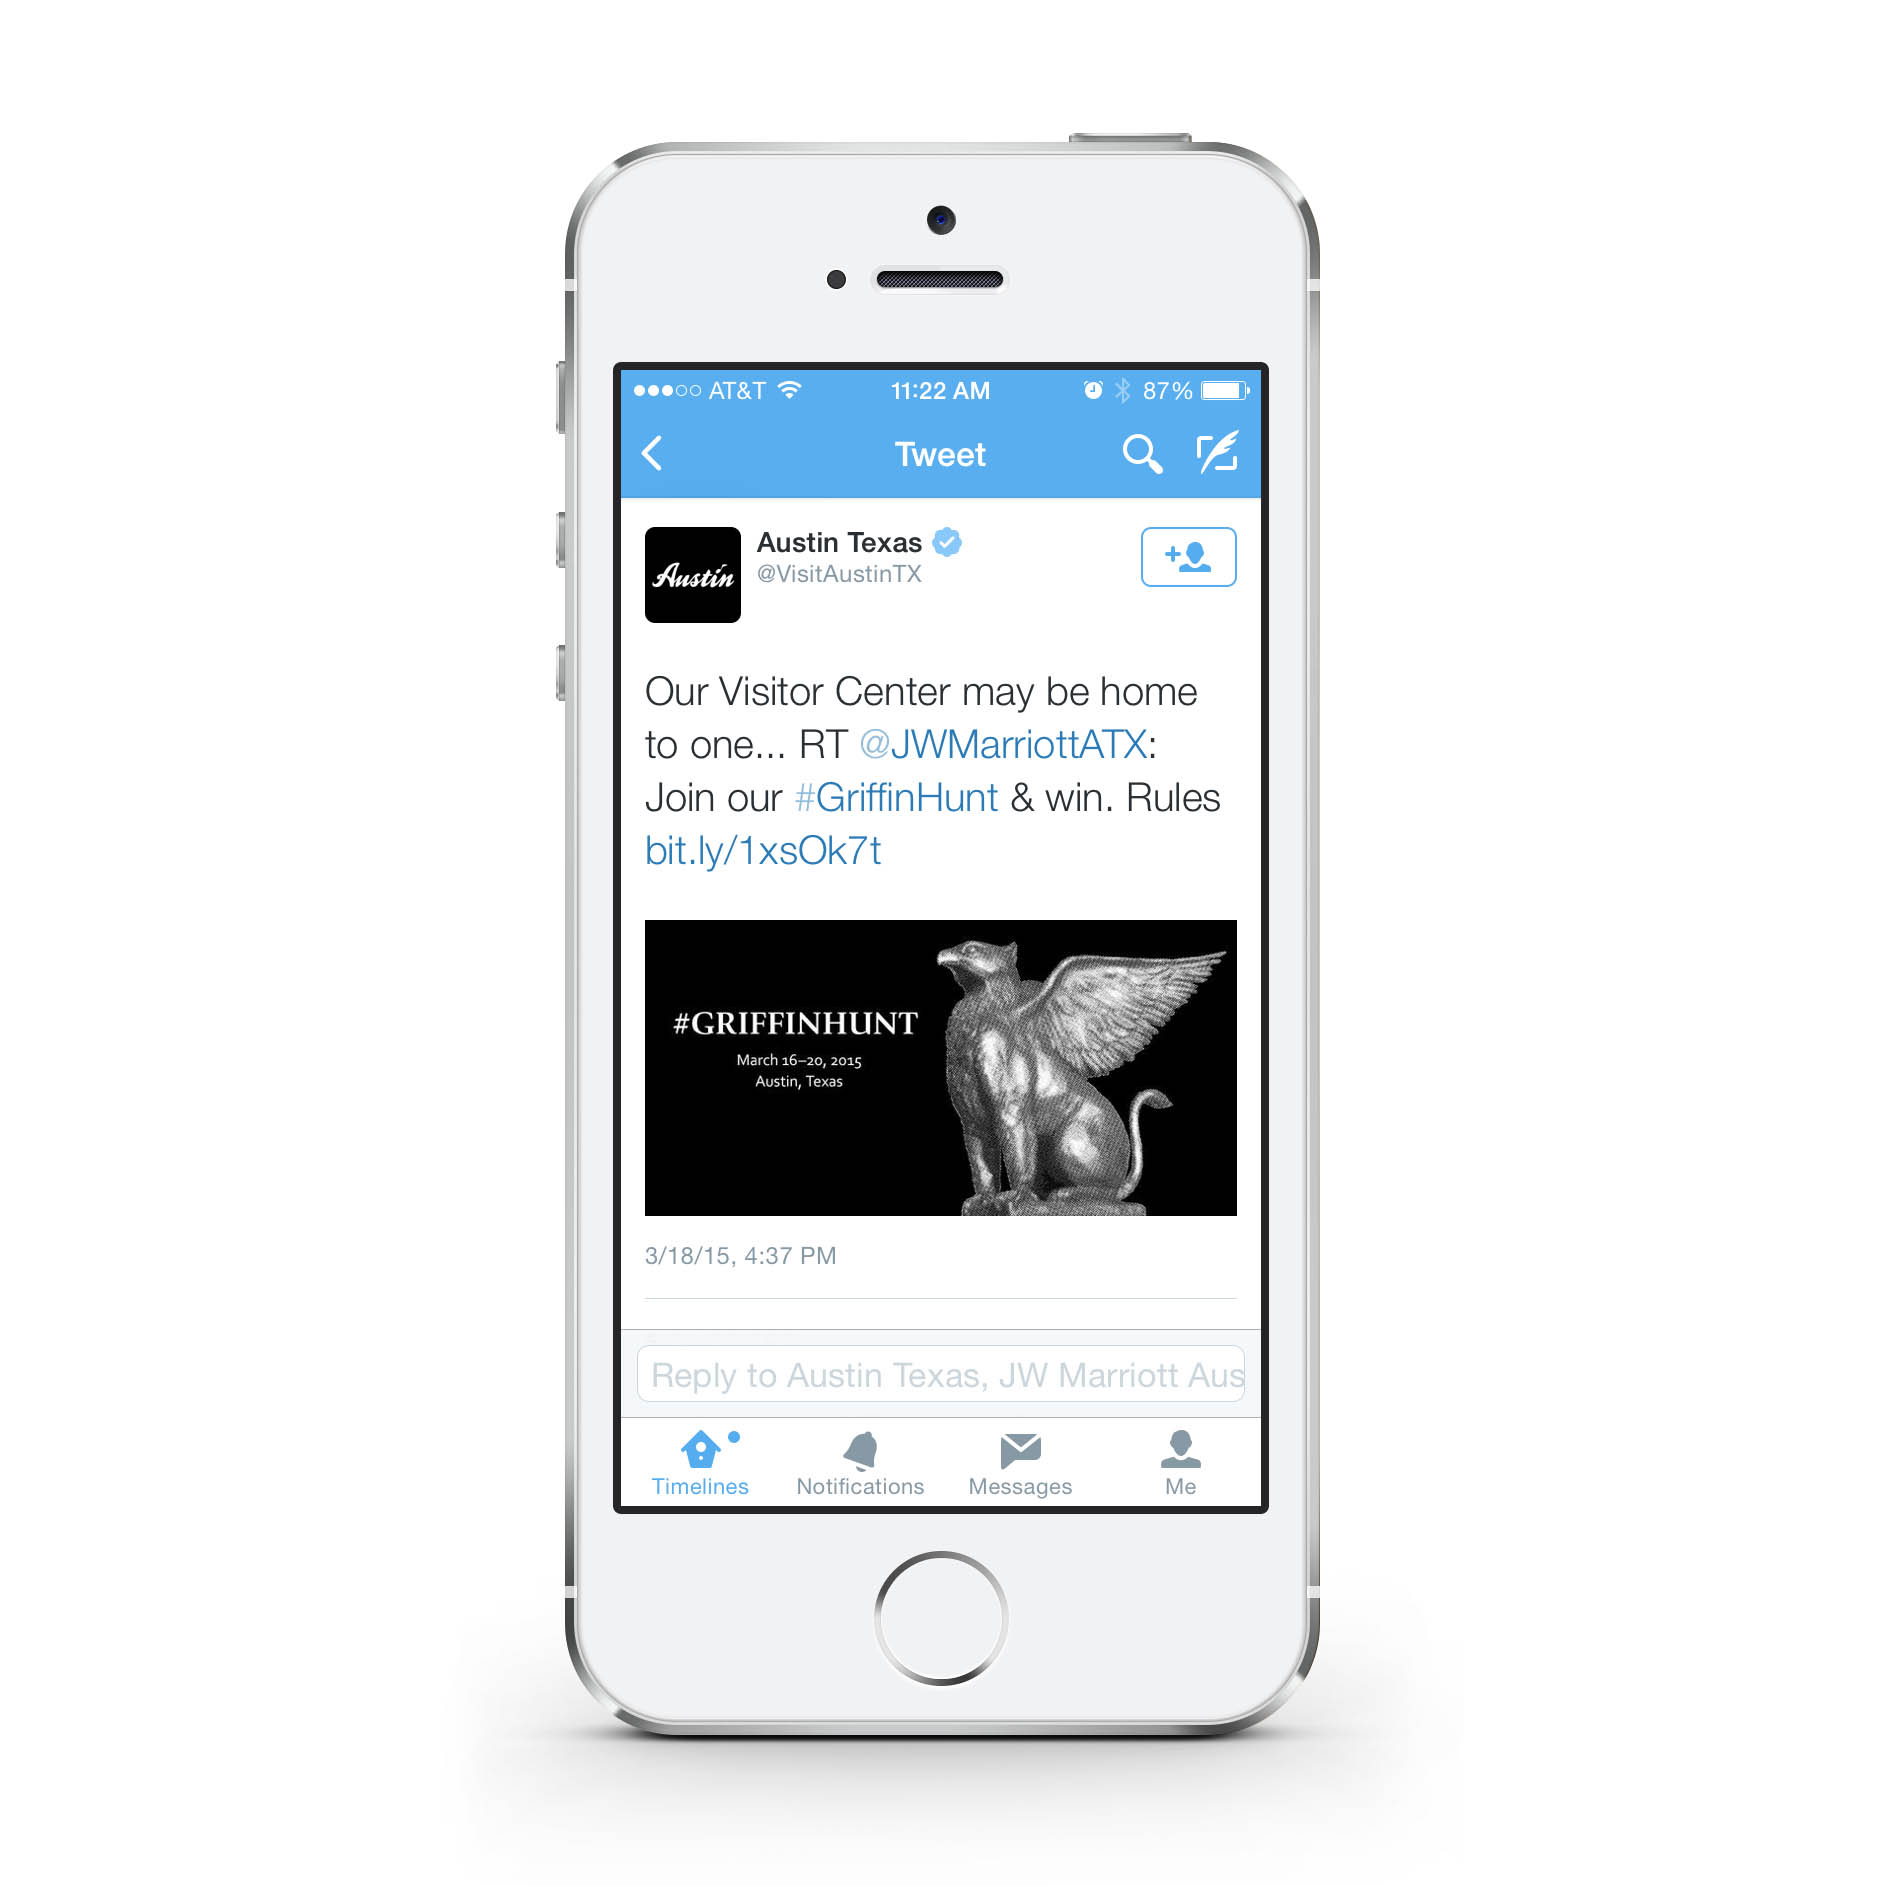 AT&T 11:22 AM 87%
Tweet
Austin
Austin Texas
@VisitAustinTX
Our Visitor Center may be home
to one... RT @JWMarriottATX:
Join our #GriffinHunt & win. Rules
bit.ly/1xsOk7t
#GRIFFINHUNT
March 16–20, 2015
Austin, Texas
3/18/15, 4:37 PM
Reply to Austin Texas, JW Marriott Aus
Timelines Notifications Messages Me